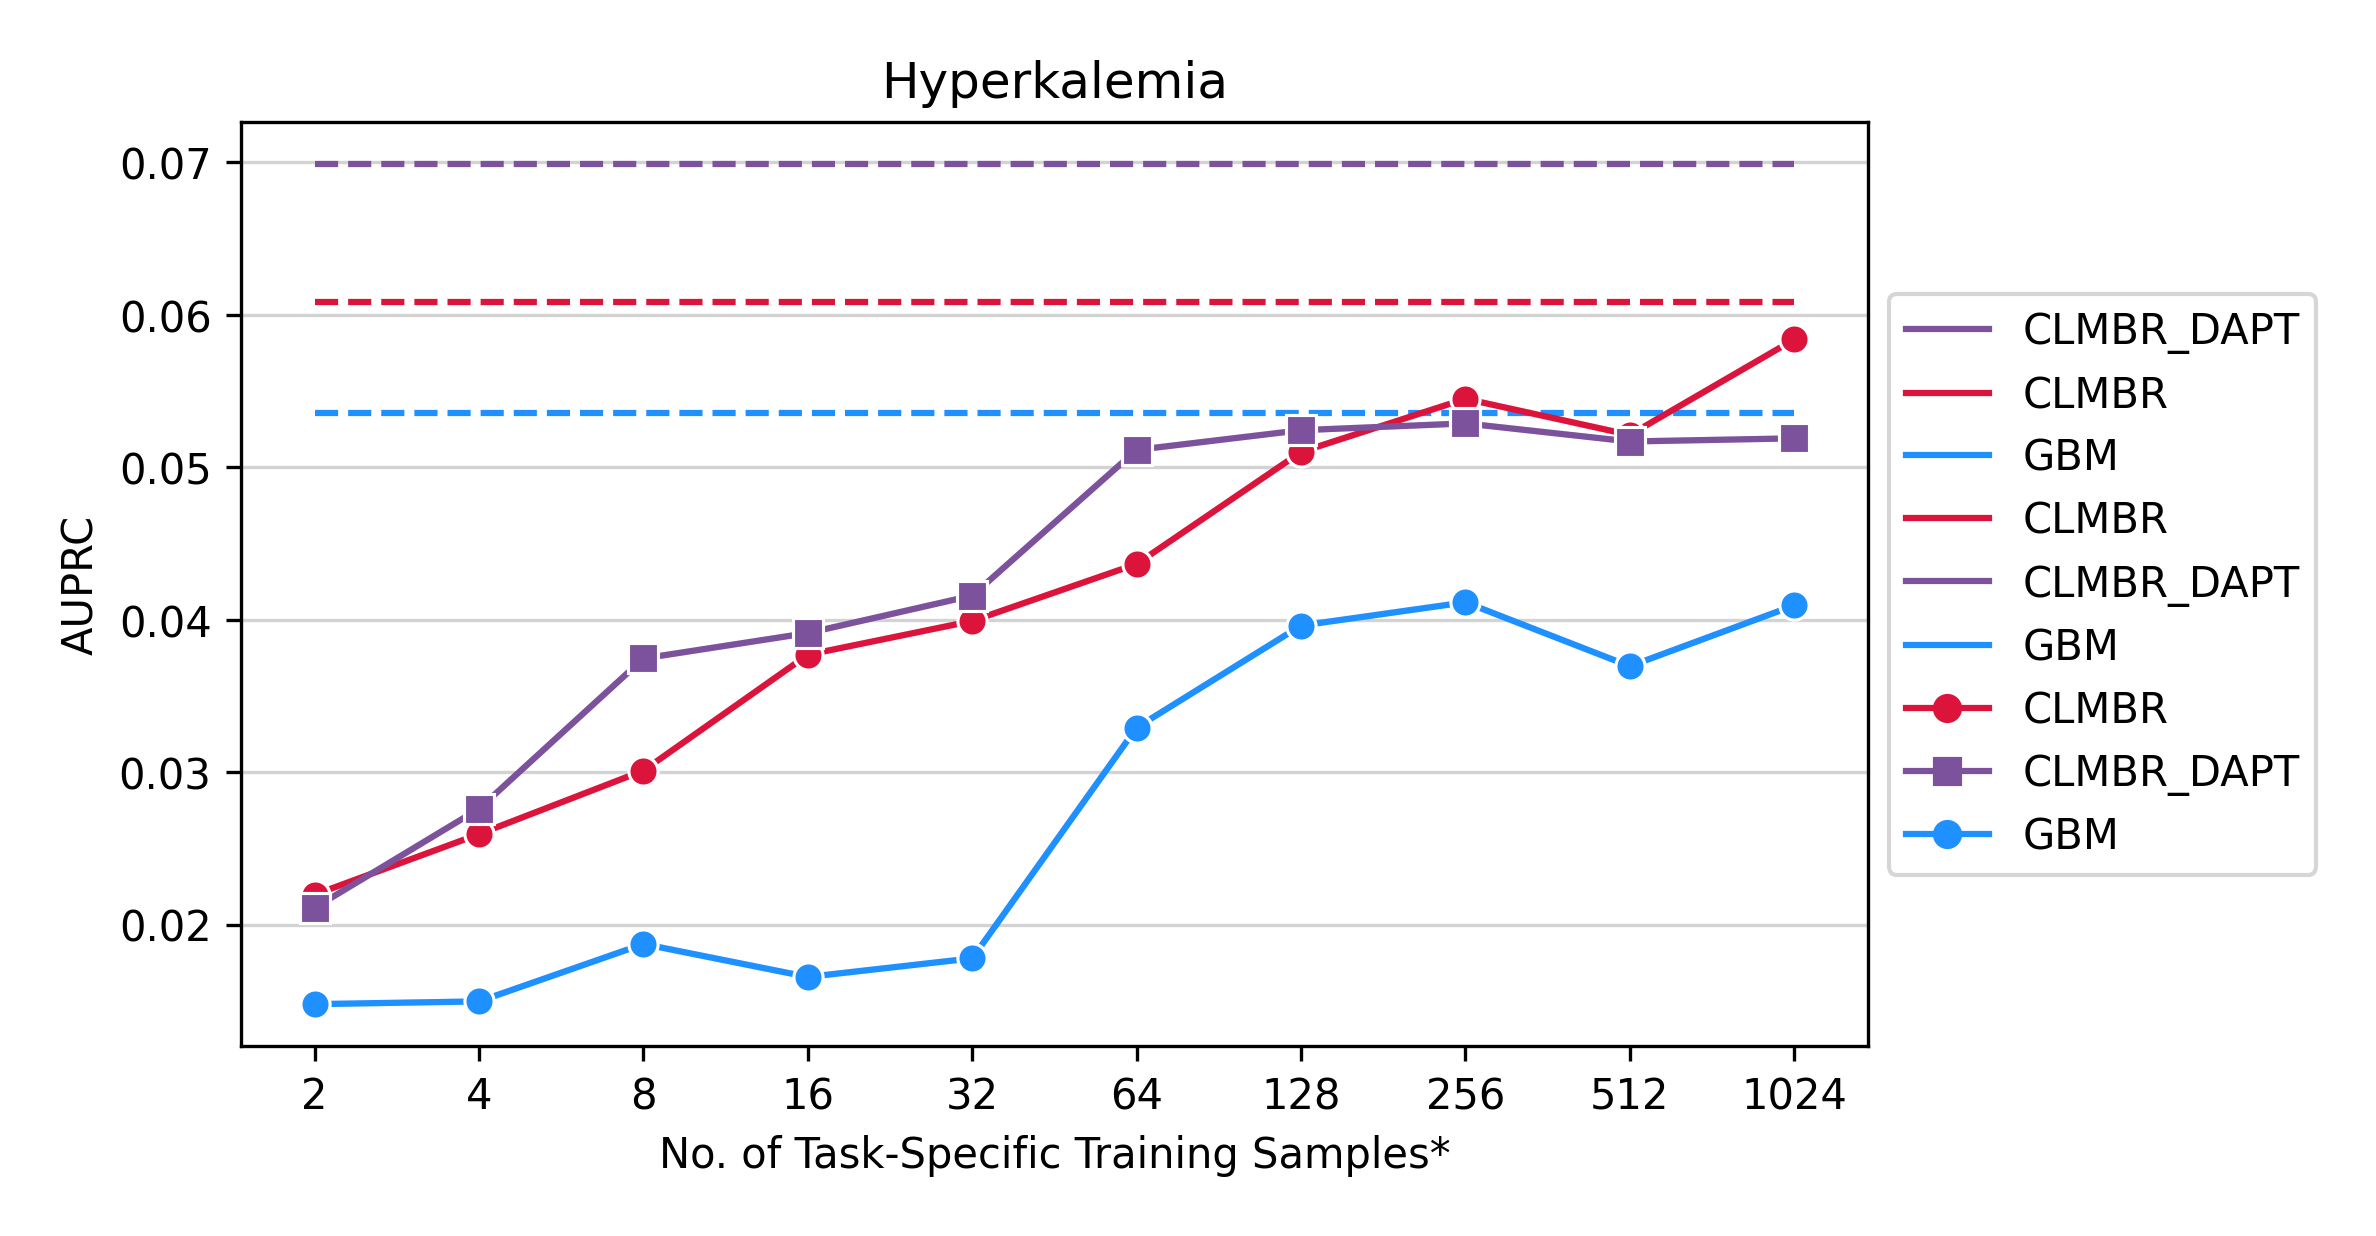 Hyperkalemia
0.07
0.06
0.05
0.04
0.03
0.02
AUPRC
2 4 8 16 32 64 128 256 512 1024
No. of Task-Specific Training Samples*
CLMBR_DAPT
CLMBR
GBM
CLMBR
CLMBR_DAPT
GBM
CLMBR
CLMBR_DAPT
GBM